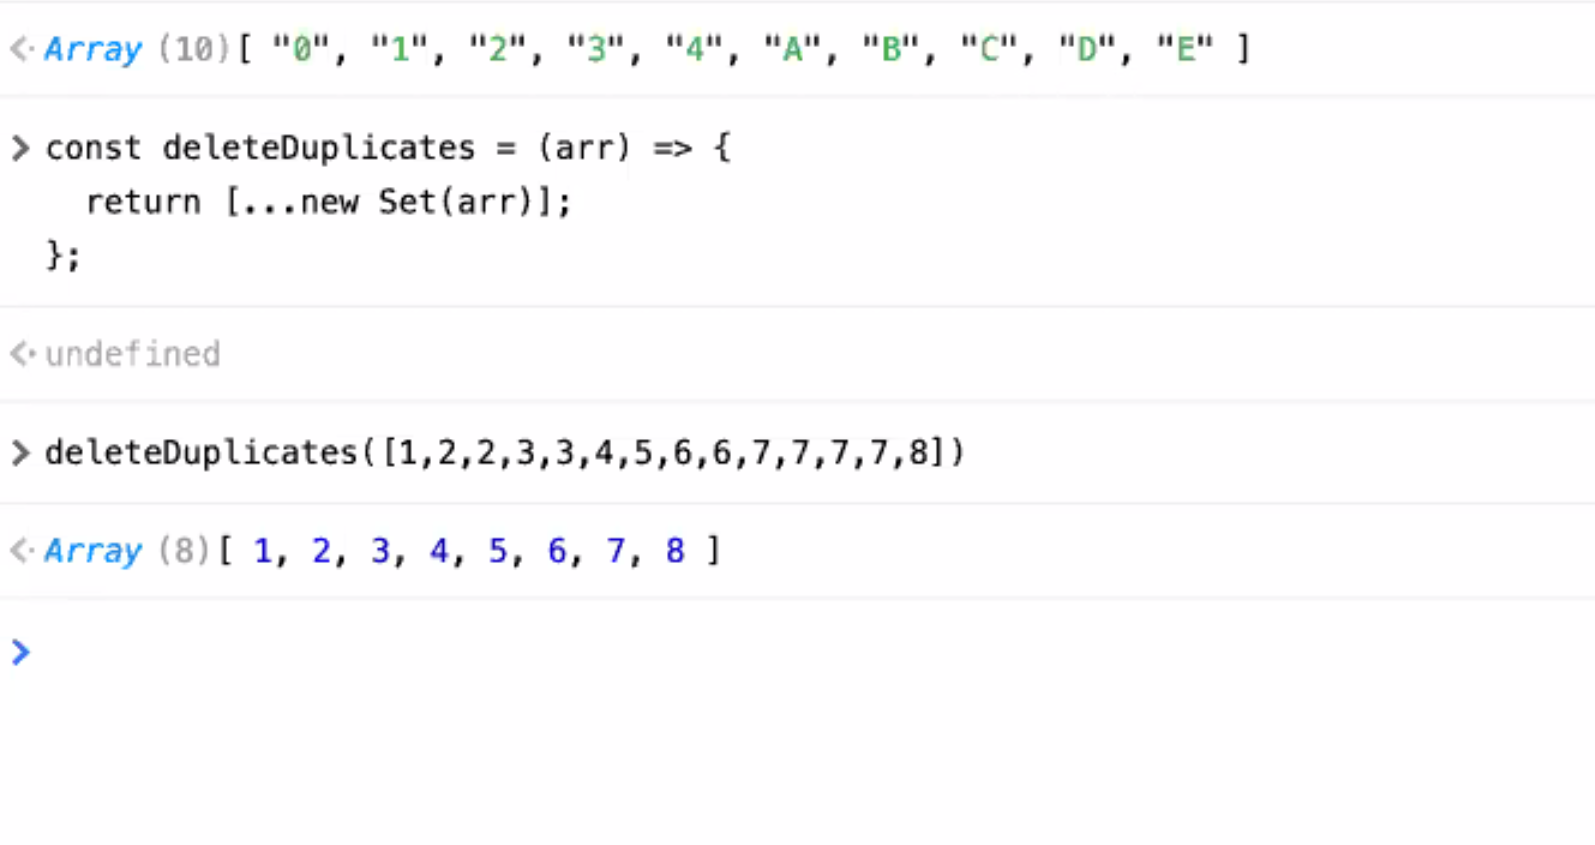 Array (10) [ "0", "1", "2", "3", "4", "A", "B", "C", "D", "E" ]
const deleteDuplicates = (arr) => {
return [...new Set(arr)];
};
undefined
deleteDuplicates([1,2,2,3,3,4,5,6,6,7,7,7,7,8])
Array (8) [ 1, 2, 3, 4, 5, 6, 7, 8 ]